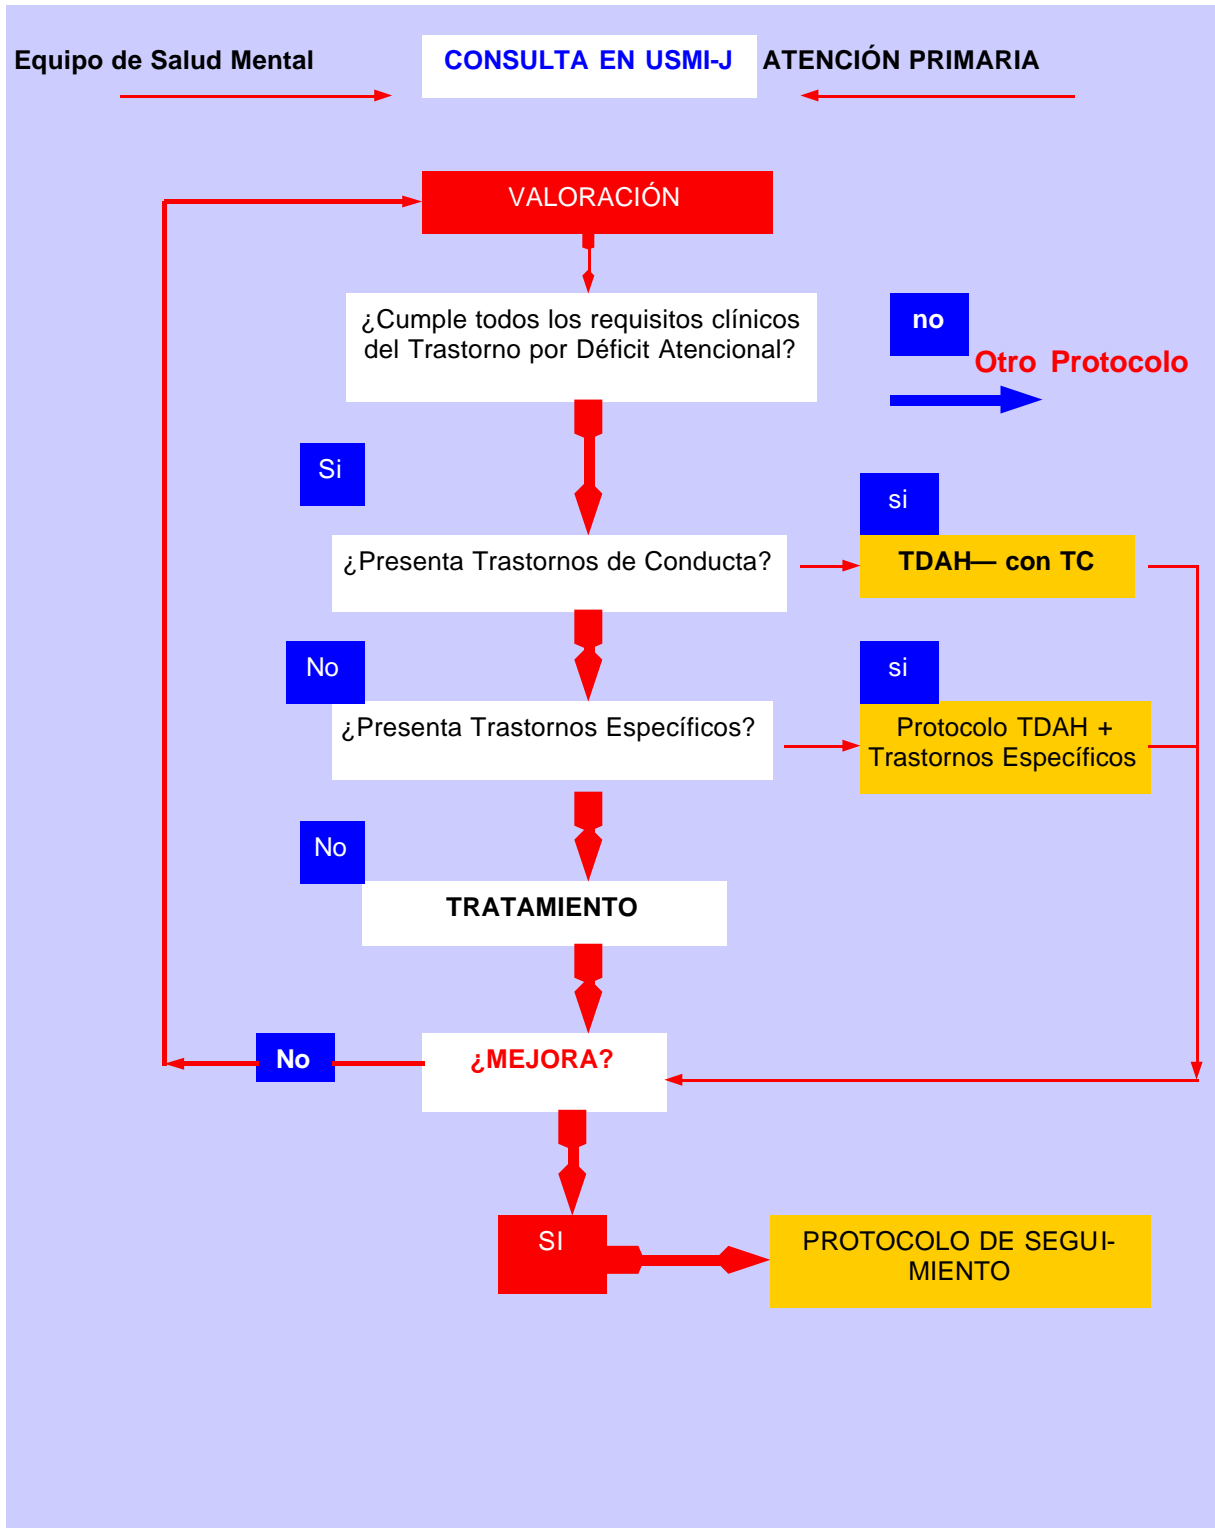 Equipo de Salud Mental
CONSULTA EN USMI-J
ATENCIÓN PRIMARIA
VALORACIÓN
¿Cumple todos los requisitos clínicos
del Trastorno por Déficit Atencional?
no
Otro Protocolo
Si
¿Presenta Trastornos de Conducta?
si
TDAH— con TC
No
¿Presenta Trastornos Específicos?
si
Protocolo TDAH +
Trastornos Específicos
No
TRATAMIENTO
No
¿MEJORA?
SI
PROTOCOLO DE SEGUI-
MIENTO